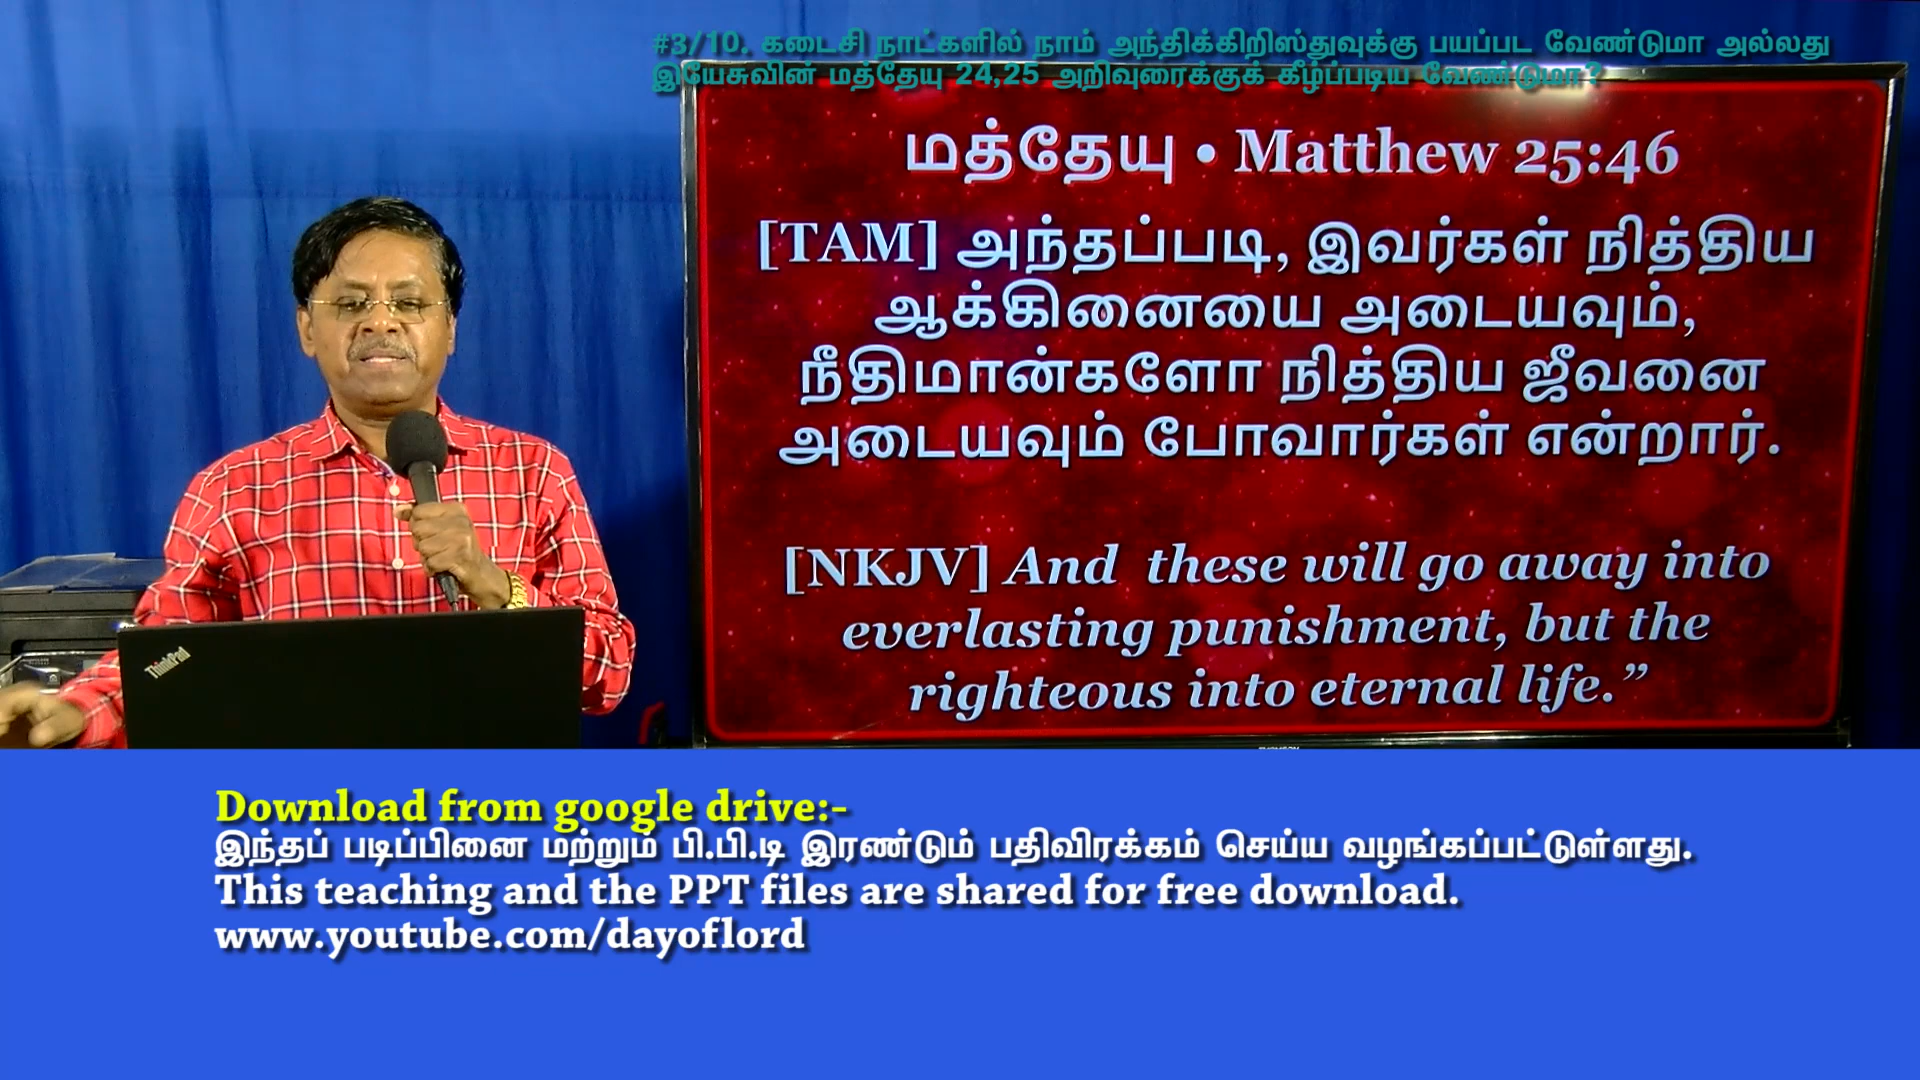 #3/10. கடைசி நாட்களில் நாம் அந்திக்கிறிஸ்துவுக்கு பயப்பட வேண்டுமா அல்லது
இயேசுவின் மத்தேயு 24,25 அறிவுரைக்குக் கீழ்ப்படிய வேண்டுமா?
மத்தேயு • Matthew 25:46
[TAM] அந்தப்படி, இவர்கள் நித்திய
ஆக்கினையை அடையவும்,
நீதிமான்களோ நித்திய ஜீவனை
அடையவும் போவார்கள் என்றார்.
[NKJV] And these will go away into
everlasting punishment, but the
righteous into eternal life.”
ThinkPad
Download from google drive:-
இந்தப் படிப்பினை மற்றும் பி.பி.டி இரண்டும் பதிவிரக்கம் செய்ய வழங்கப்பட்டுள்ளது.
This teaching and the PPT files are shared for free download.
www.youtube.com/dayoflord